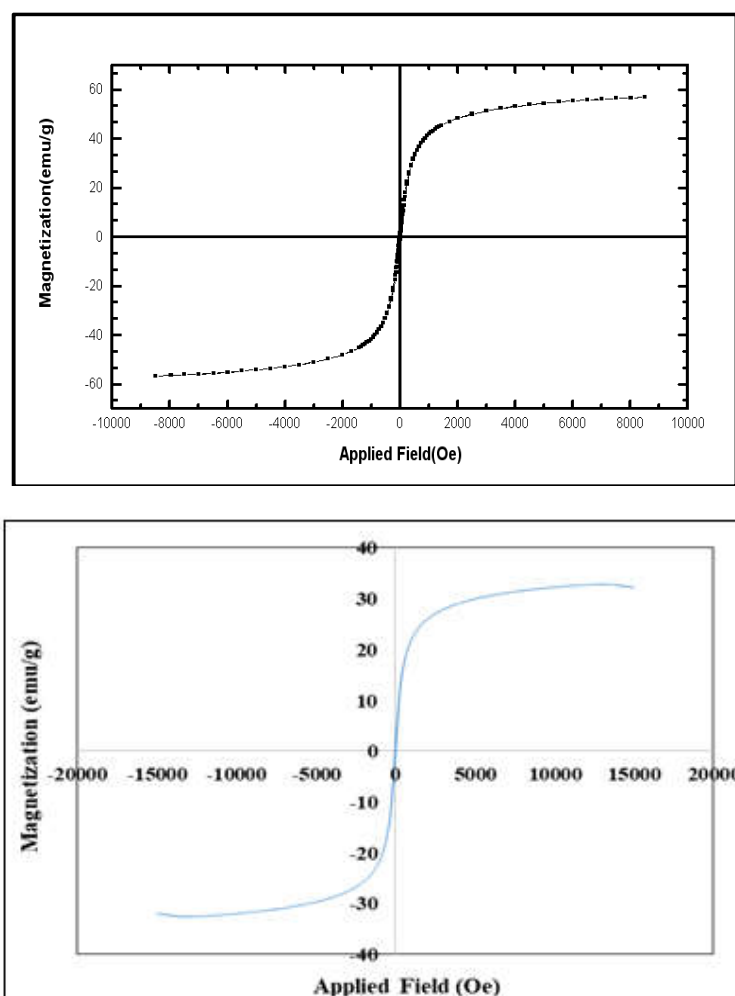 60
40
20
0
-20
-40
-60
Magnetization(emu/g)
-10000 -8000 -6000 -4000 -2000 0 2000 4000 6000 8000 10000
Applied Field(Oe)
40
30
20
10
0
-20000 -15000 -10000 -5000 0 5000 10000 15000 20000
-10
-20
-30
-40
Magnetization (emu/g)
Applied Field (Oe)